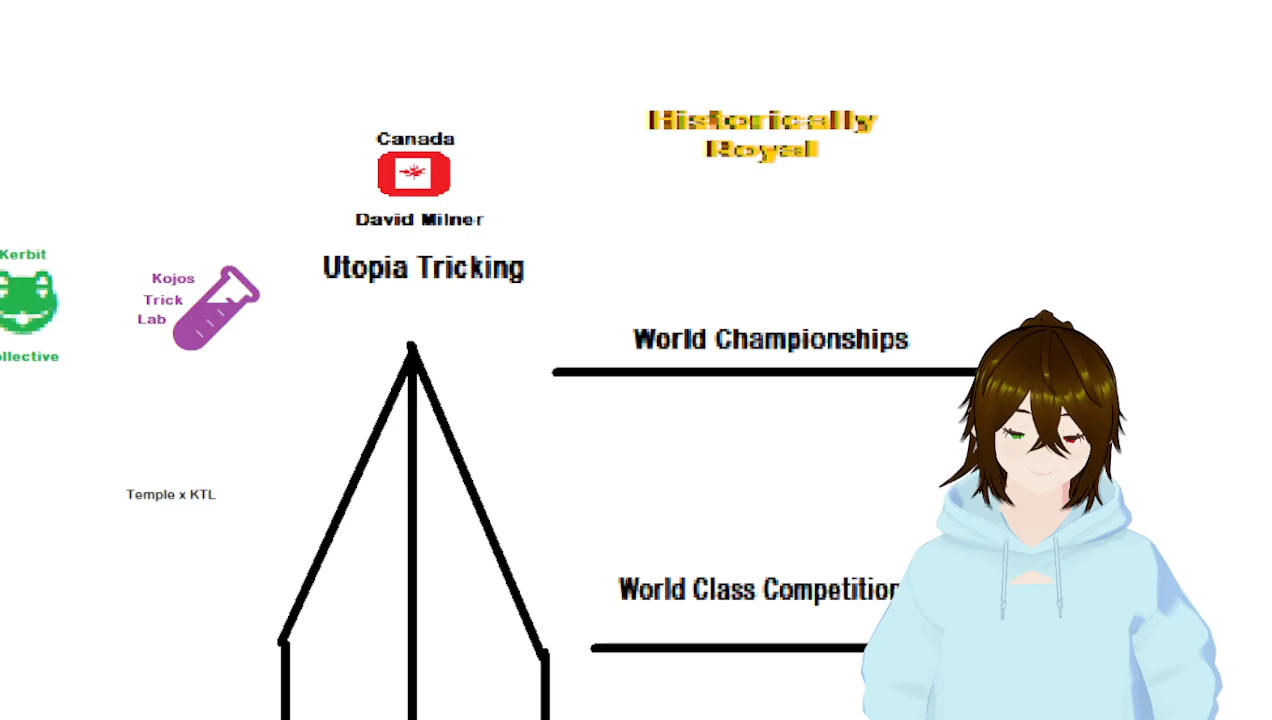 Historically
Royal
Canada
David Milner
Utopia Tricking
Kerbit
ollective
Kojos
Trick
Lab
World Championships
Temple x KTL
World Class Competition